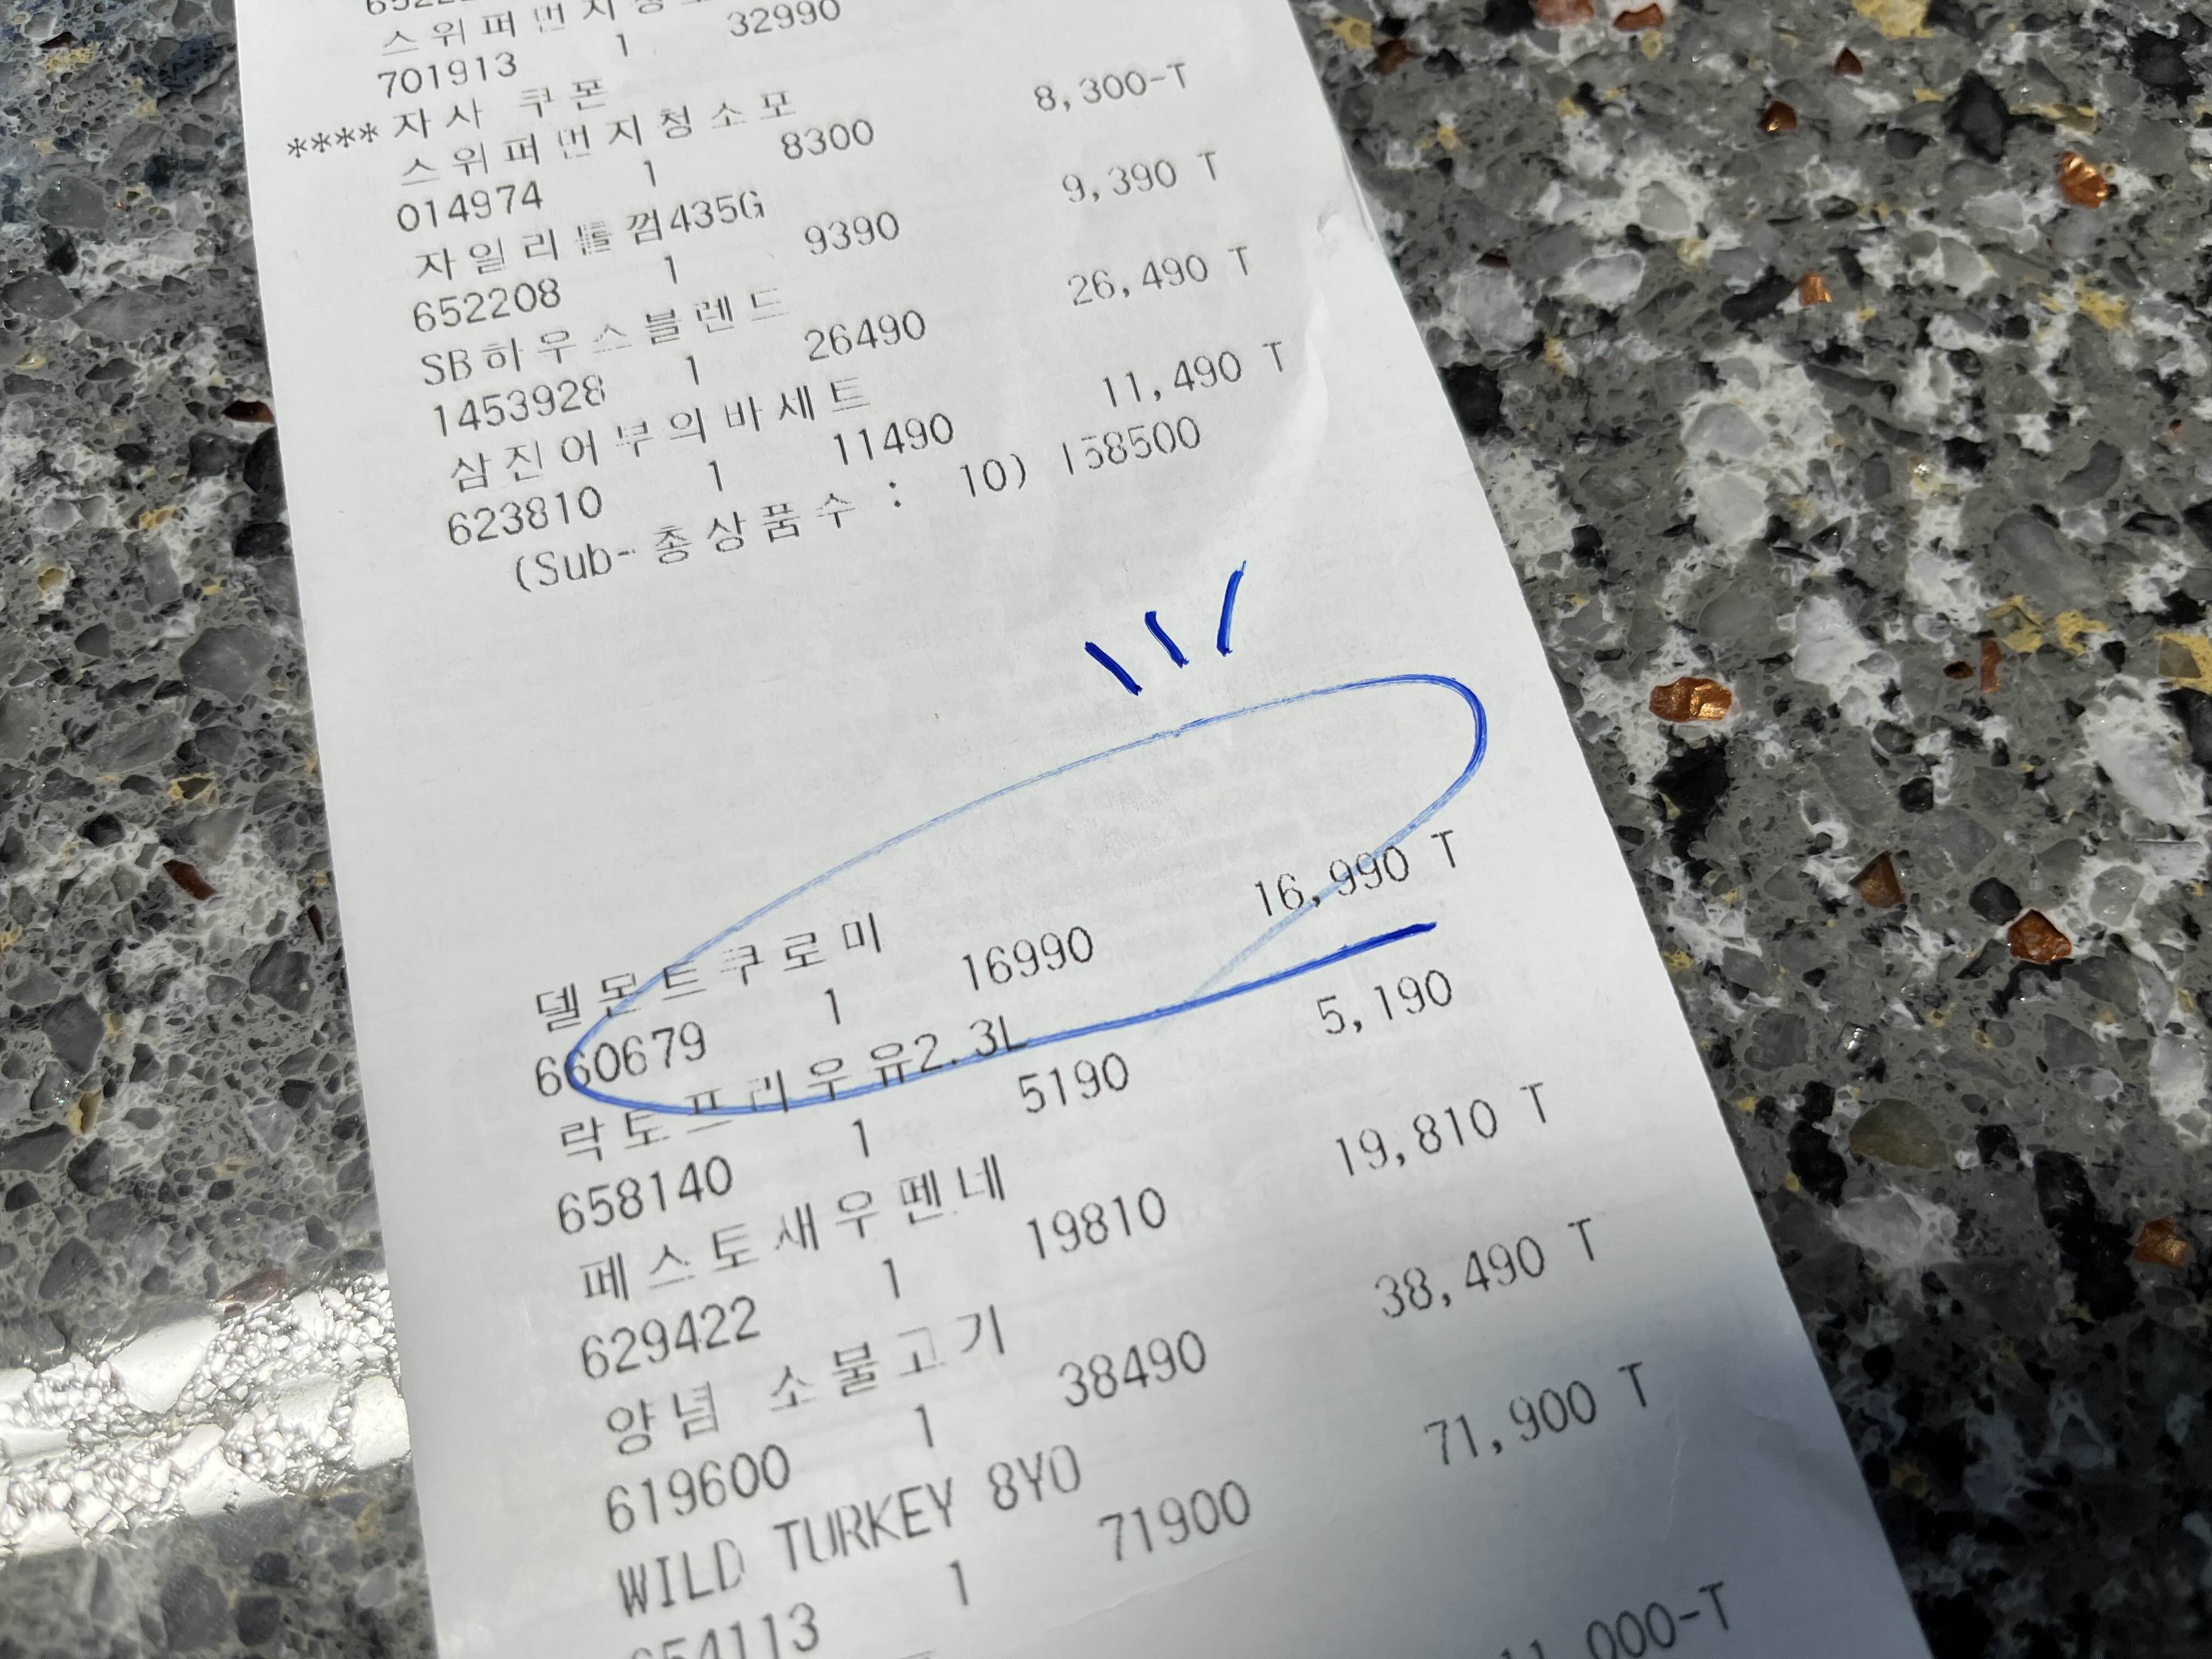 스위퍼먼지청소
701913 1 32990
****자사 쿠폰 8,300-T
스위퍼먼지청소모
014974 1 8300
자일리톨껌435G 9,390 T
652208 1 9390
SB하우스블렌드 26,490 T
1453928 1 26490
삼진어부의바세트 11,490 T
623810 1 11490
(Sub- 총상품수 : 10) 158500
델몬트쿠로미 16,990 T
660679 1 16990
락토프리우유2.3L 5,190
658140 1 5190
페스토새우펜네 19,810 T
629422 1 19810
양념 소불고기 38,490 T
619600 1 38490
WILD TURKEY 8YO 71,900 T
654113 1 71900
000-T